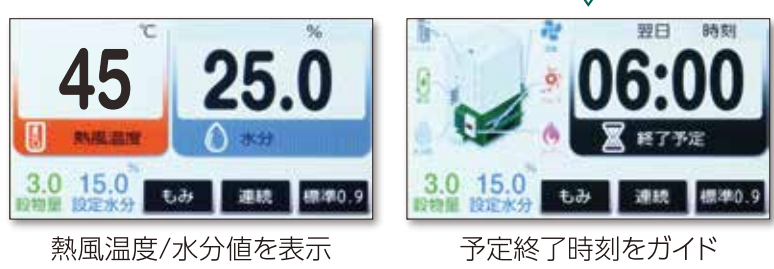 ℃
45
熱風温度
%
25.0
水分
3.0
穀物量
%
15.0
設定水分
もみ
連続
標準0.9
熱風温度/水分値を表示
翌日 時刻
06:00
終了予定
3.0
穀物量
%
15.0
設定水分
もみ
連続
標準0.9
予定終了時刻をガイド